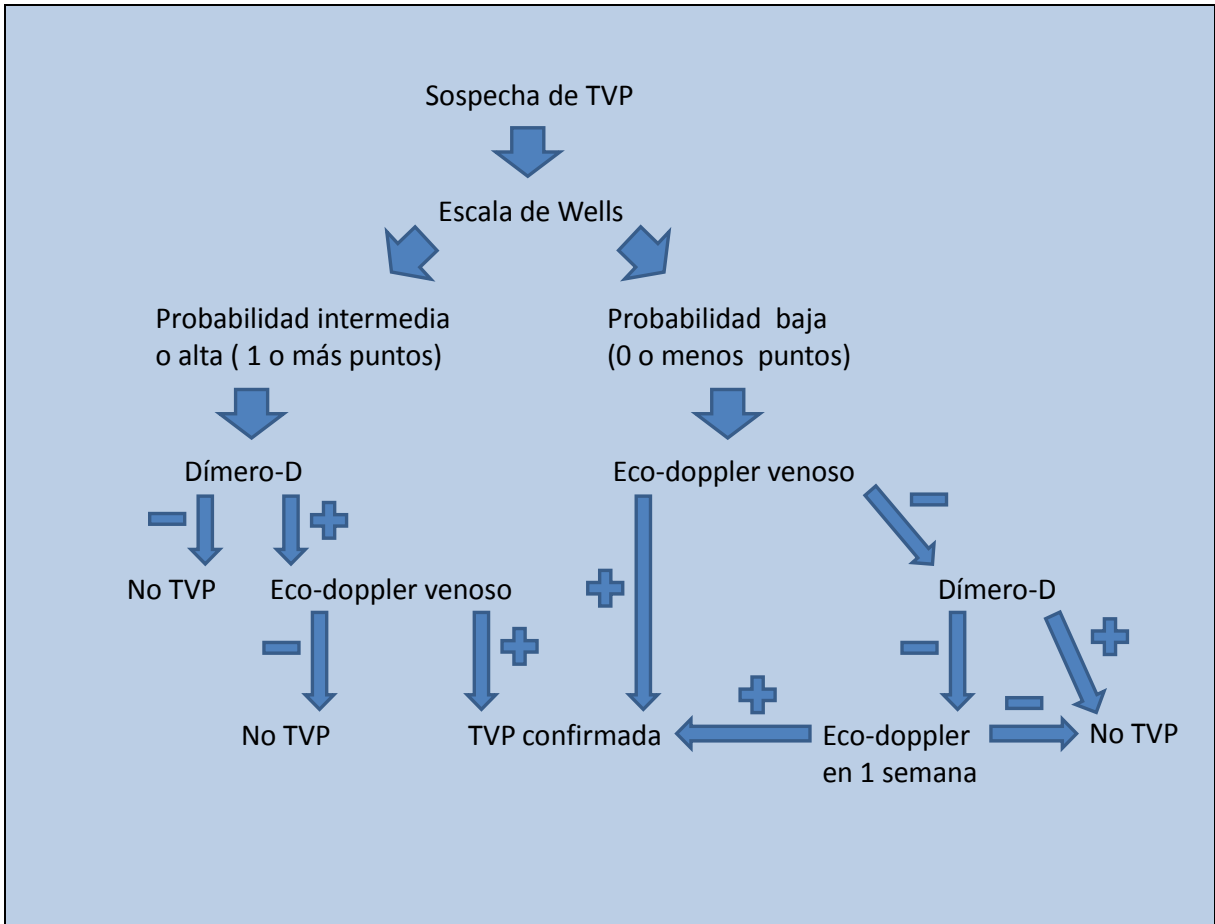 Sospecha de TVP
Escala de Wells
Probabilidad intermedia
o alta ( 1 o más puntos)
Probabilidad baja
(0 o menos puntos)
Dímero-D
Eco-doppler venoso
No TVP
Eco-doppler venoso
Dímero-D
No TVP
TVP confirmada
Eco-doppler
en 1 semana
No TVP